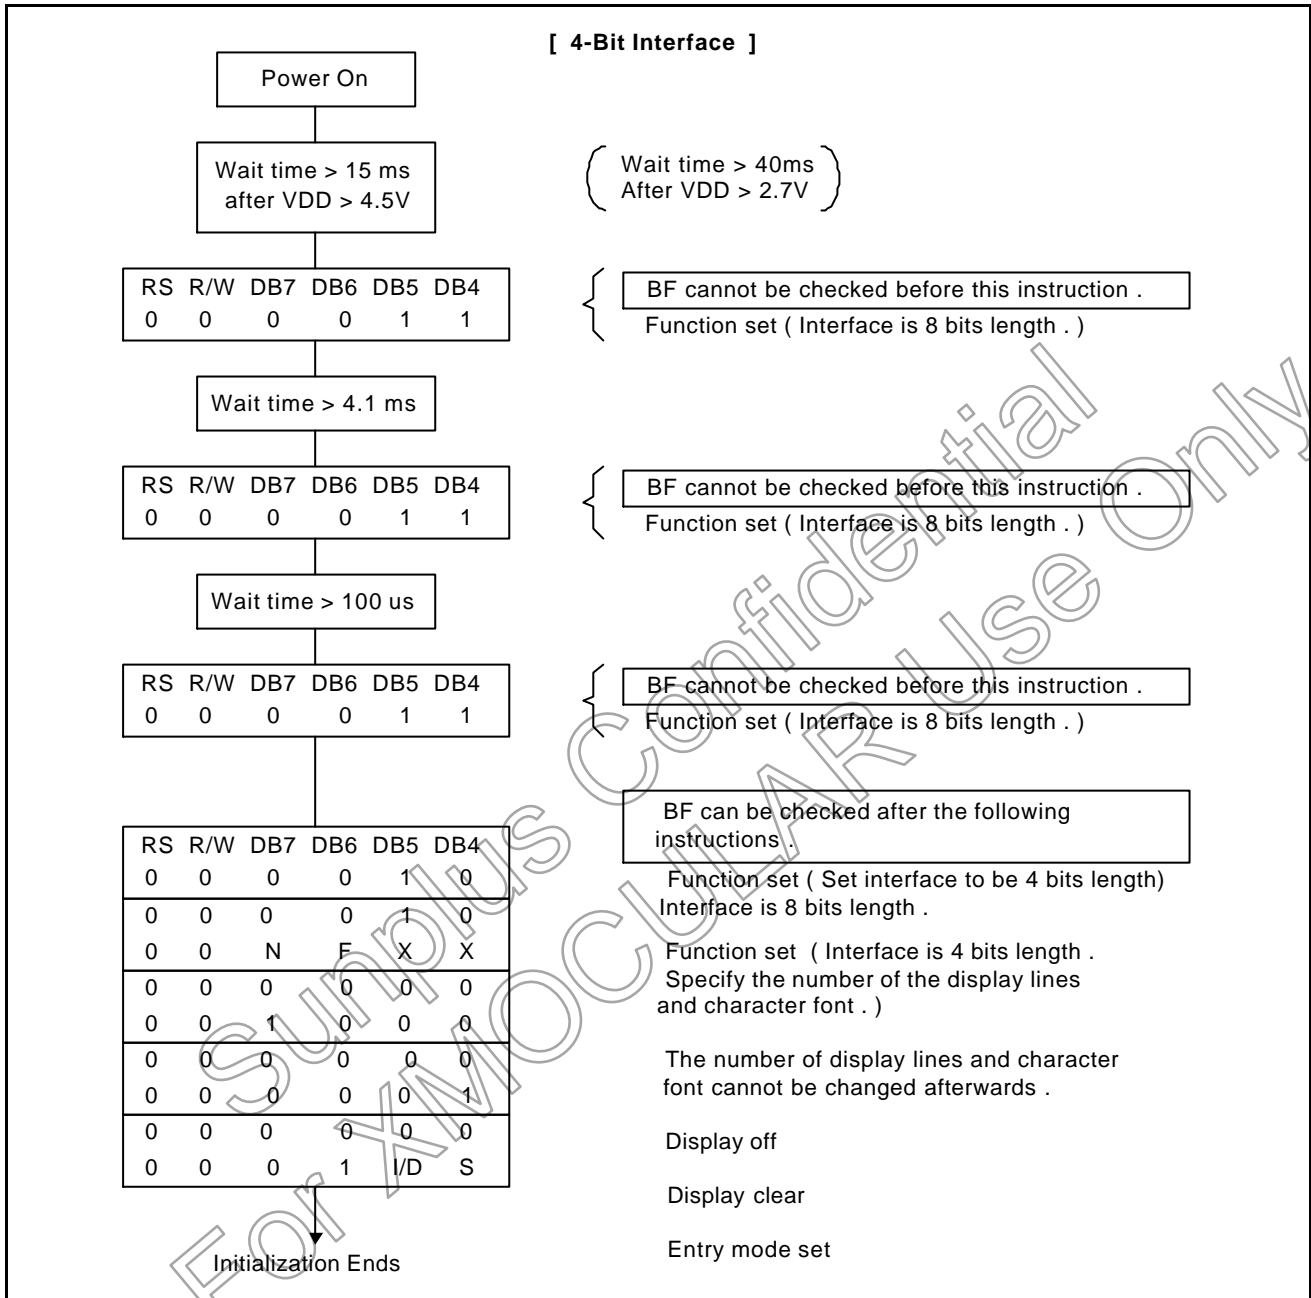 [ 4-Bit Interface ]
Power On
Wait time > 15 ms
after VDD > 4.5V
Wait time > 40ms
After VDD > 2.7V
RS R/W DB7 DB6 DB5 DB4
0 0 0 0 1 1
BF cannot be checked before this instruction .
Function set ( Interface is 8 bits length . )
Wait time > 4.1 ms
RS R/W DB7 DB6 DB5 DB4
0 0 0 0 1 1
BF cannot be checked before this instruction .
Function set ( Interface is 8 bits length . )
Wait time > 100 us
RS R/W DB7 DB6 DB5 DB4
0 0 0 0 1 1
BF cannot be checked before this instruction .
Function set ( Interface is 8 bits length . )
RS R/W DB7 DB6 DB5 DB4
0 0 0 0 1 0
0 0 0 0 1 0
0 0 N F X X
0 0 0 0 0 0
0 0 1 0 0 0
0 0 0 0 0 0
0 0 0 0 0 1
0 0 0 0 0 0
0 0 0 1 I/D S
Initialization Ends
BF can be checked after the following
instructions .
Function set ( Set interface to be 4 bits length)
Interface is 8 bits length .
Function set ( Interface is 4 bits length .
Specify the number of the display lines
and character font . )
The number of display lines and character
font cannot be changed afterwards .
Display off
Display clear
Entry mode set
Sunplus Confidential
For XMOCULAR Use Only